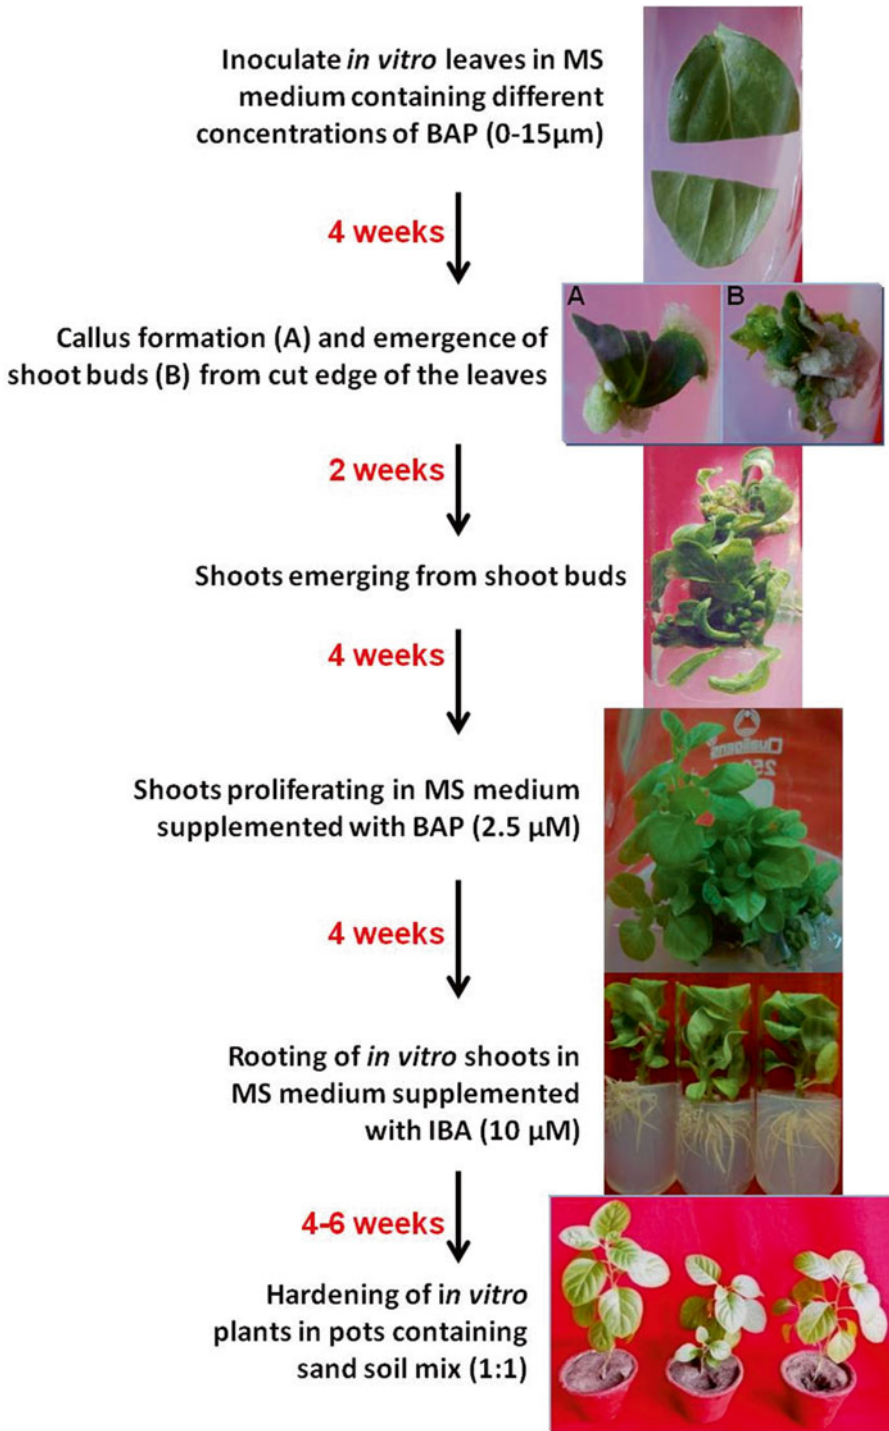 Inoculate in vitro leaves in MS
medium containing different
concentrations of BAP (0-15µm)
4 weeks
A
B
Callus formation (A) and emergence of
shoot buds (B) from cut edge of the leaves
2 weeks
Shoots emerging from shoot buds
4 weeks
Shoots proliferating in MS medium
supplemented with BAP (2.5 µM)
4 weeks
Rooting of in vitro shoots in
MS medium supplemented
with IBA (10 µM)
4-6 weeks
Hardening of in vitro
plants in pots containing
sand soil mix (1:1)